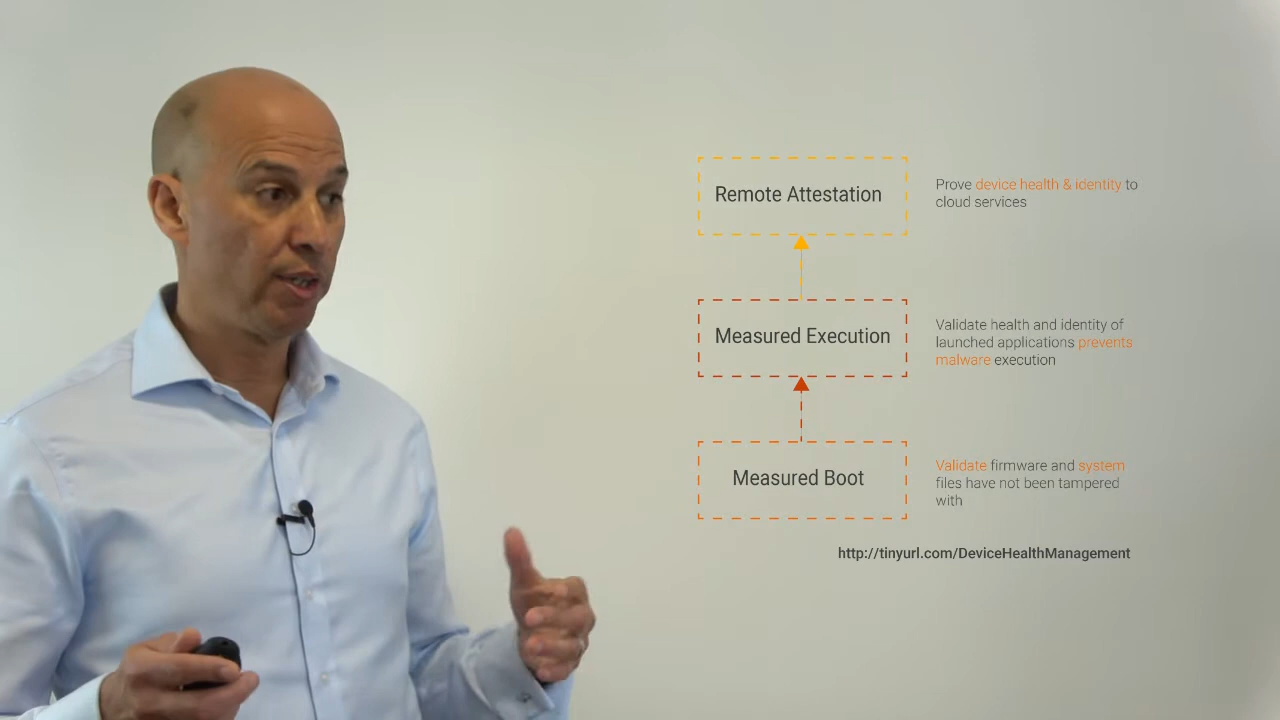 Remote Attestation
Prove device health & identity to
cloud services
Measured Execution
Validate health and identity of
launched applications prevents
malware execution
Measured Boot
Validate firmware and system
files have not been tampered
with
http://tinyurl.com/DeviceHealthManagement